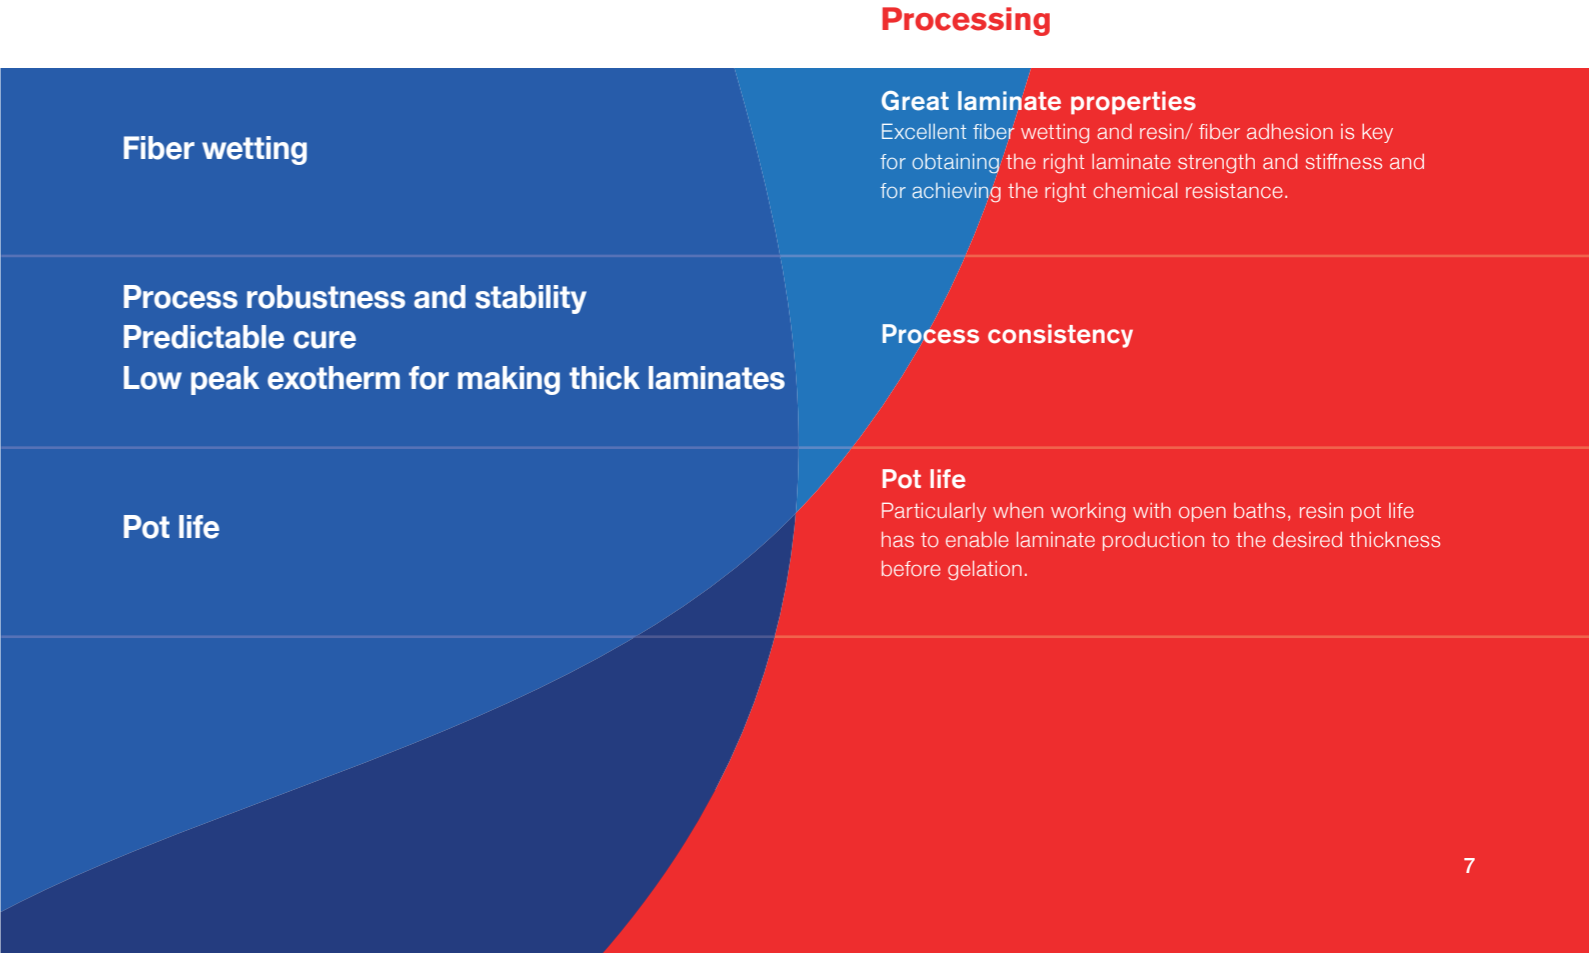 Processing
Fiber wetting
Great laminate properties
Excellent fiber wetting and resin/ fiber adhesion is key
for obtaining the right laminate strength and stiffness and
for achieving the right chemical resistance.
Process robustness and stability
Predictable cure
Low peak exotherm for making thick laminates
Process consistency
Pot life
Pot life
Particularly when working with open baths, resin pot life
has to enable laminate production to the desired thickness
before gelation.
7